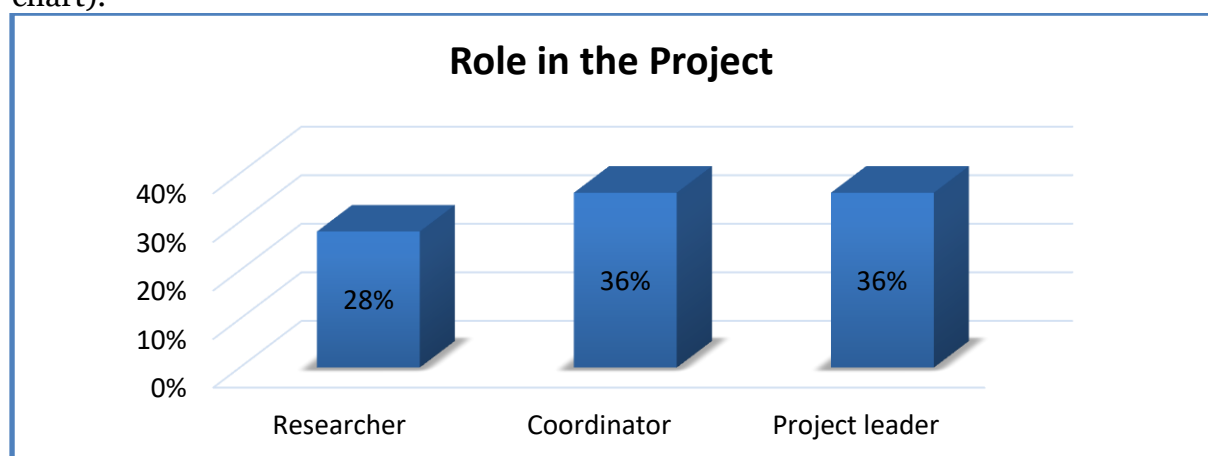 chart).
Role in the Project
40%
30%
20%
10%
0%
28%
36%
36%
Researcher
Coordinator
Project leader